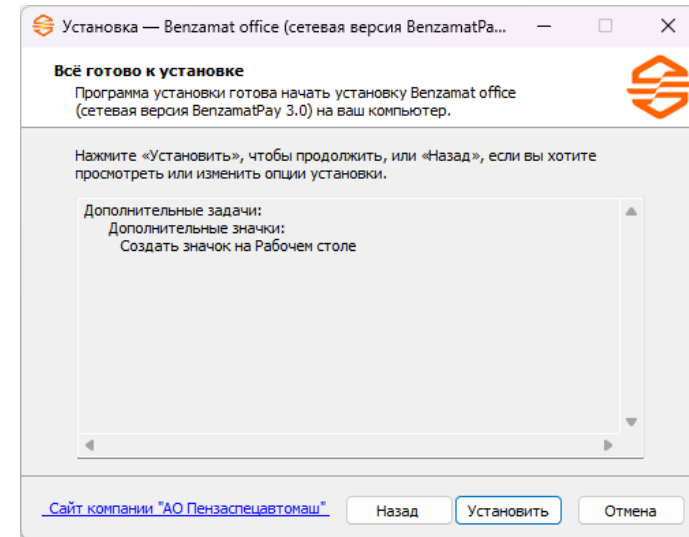 Установка — Benzamat office (сетевая версия BenzamatPa...
Всё готово к установке
Программа установки готова начать установку Benzamat office
(сетевая версия BenzamatPay 3.0) на ваш компьютер.
Нажмите «Установить», чтобы продолжить, или «Назад», если вы хотите
просмотреть или изменить опции установки.
Дополнительные задачи:
Дополнительные значки:
Создать значок на Рабочем столе
Сайт компании "АО Пензаспецавтомаш"
Назад
Установить
Отмена